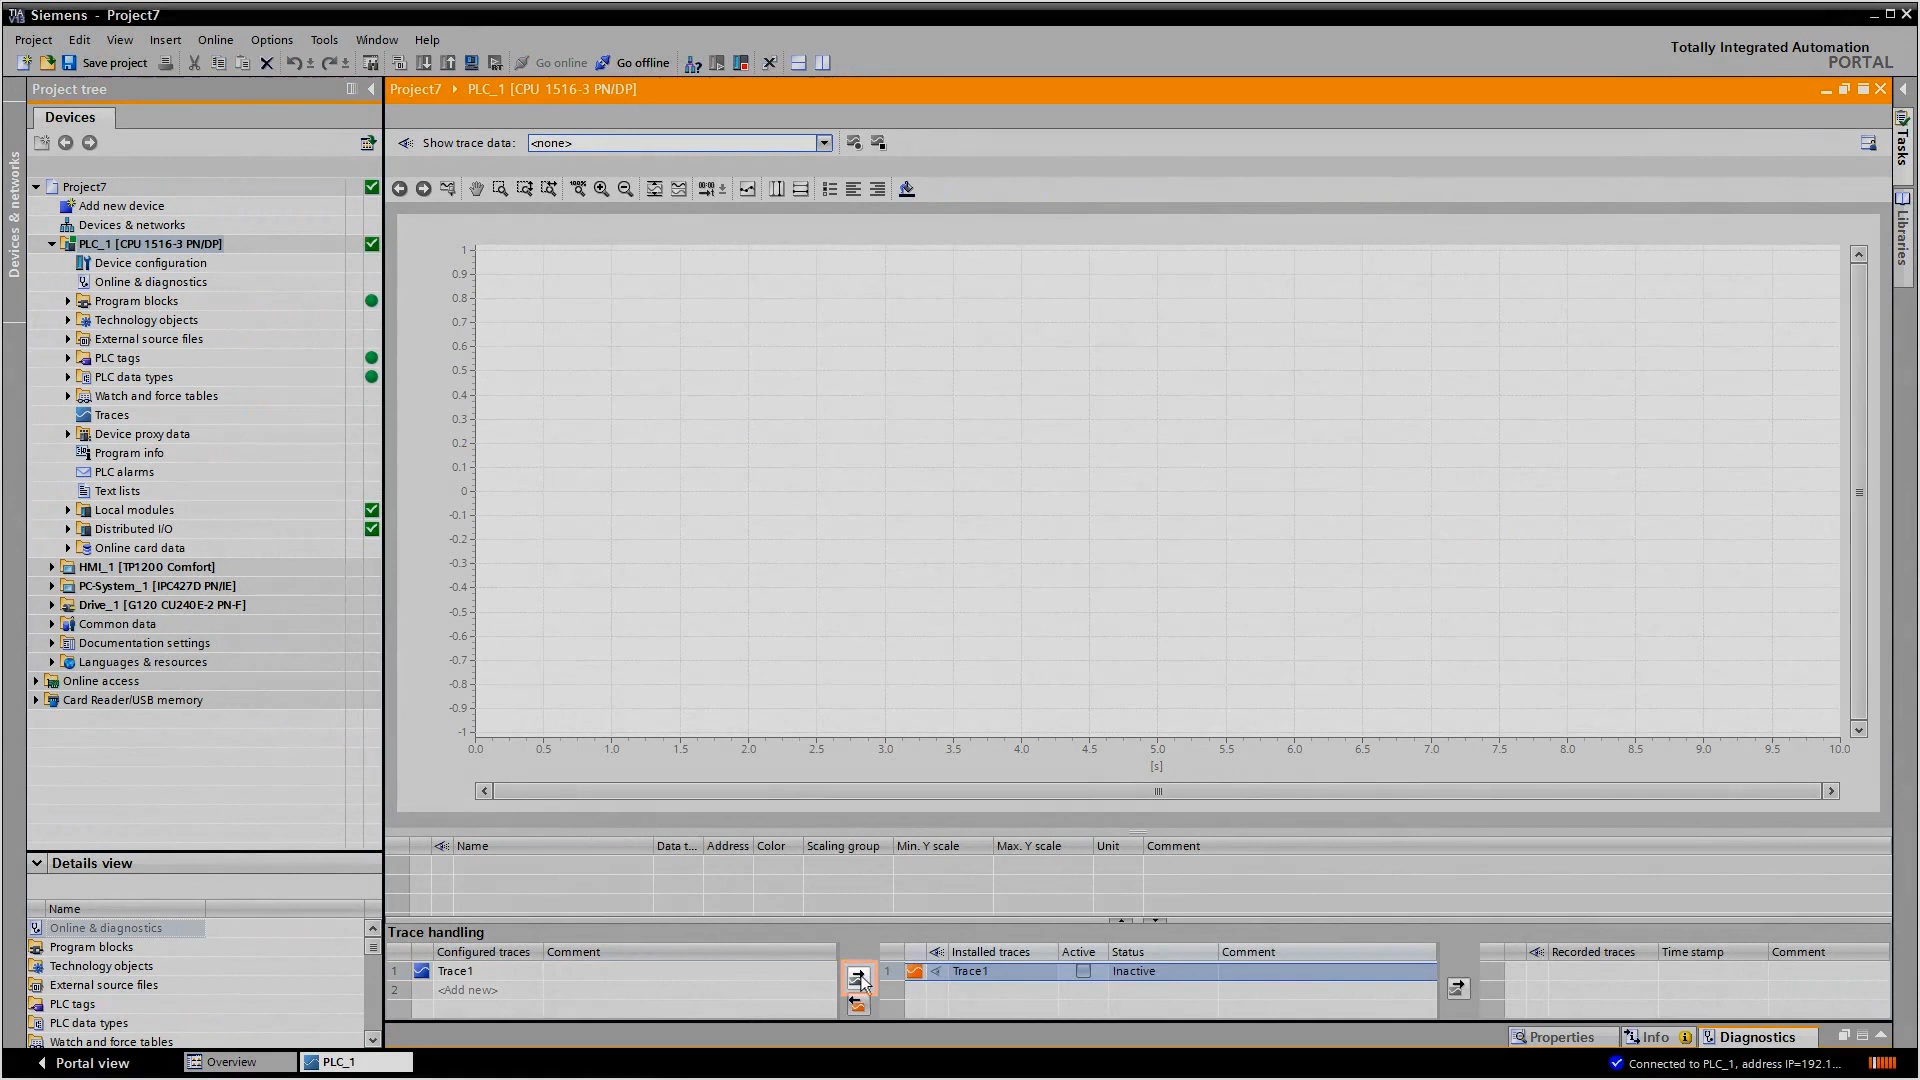 Siemens - Project7
Project Edit View Insert Online Options Tools Window Help
Save project Go online Go offline
Totally Integrated Automation
PORTAL
Project tree
Project7 PLC_1 [CPU 1516-3 PN/DP]
Devices
Show trace data: <none>
Devices & networks
Tasks
Libraries
Project7
Add new device
Devices & networks
PLC_1 [CPU 1516-3 PN/DP]
Device configuration
Online & diagnostics
Program blocks
Technology objects
External source files
PLC tags
PLC data types
Watch and force tables
Traces
Device proxy data
Program info
PLC alarms
Text lists
Local modules
Distributed I/O
Online card data
HMI_1 [TP1200 Comfort]
PC-System_1 [IPC427D PN/IE]
Drive_1 [G120 CU240E-2 PN-F]
Common data
Documentation settings
Languages & resources
Online access
Card Reader/USB memory
1
0.9
0.8
0.7
0.6
0.5
0.4
0.3
0.2
0.1
0
-0.1
-0.2
-0.3
-0.4
-0.5
-0.6
-0.7
-0.8
-0.9
-1
0.0 0.5 1.0 1.5 2.0 2.5 3.0 3.5 4.0 4.5 5.0 5.5 6.0 6.5 7.0 7.5 8.0 8.5 9.0 9.5 10.0
[s]
Name Data t... Address Color Scaling group Min. Y scale Max. Y scale Unit Comment
Details view
Name
Online & diagnostics
Program blocks
Technology objects
External source files
PLC tags
PLC data types
Watch and force tables
Trace handling
Configured traces Comment
1 Trace1
2 <Add new>
Installed traces Active Status Comment
1 Trace1 Inactive
Recorded traces Time stamp Comment
Properties Info Diagnostics
Portal view Overview PLC_1
Connected to PLC_1, address IP=192.1...